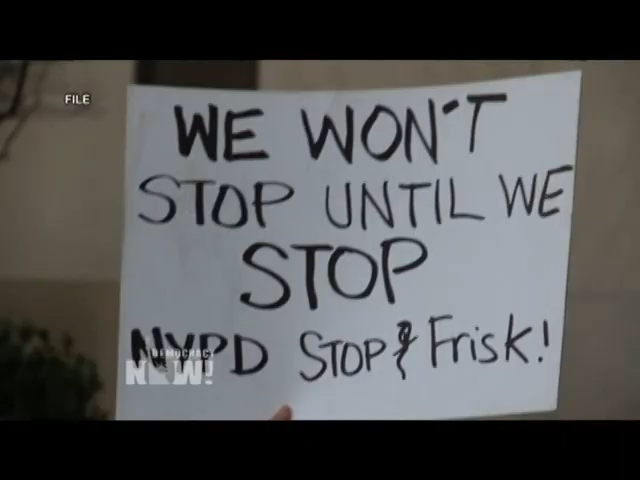 FILE
WE WON'T
STOP UNTIL WE
STOP
NYPD STOP & Frisk!
DEMOCRACY
NOW!